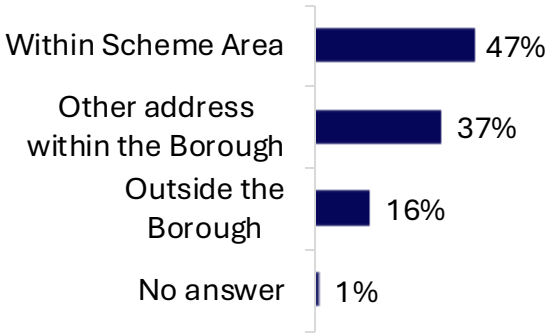 Within Scheme Area 47%
Other address
within the Borough 37%
Outside the
Borough 16%
No answer 1%